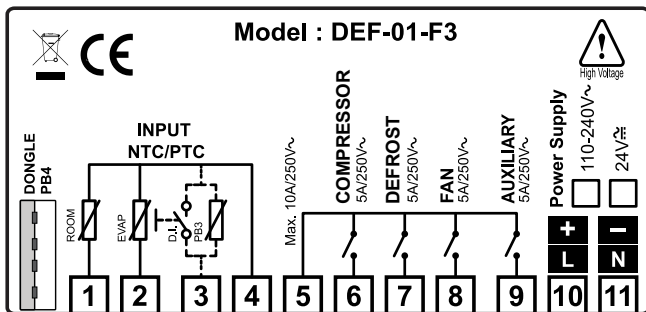 Model : DEF-01-F3
CE
High Voltage
DONGLE
PB4
INPUT
NTC/PTC
ROOM
EVAP
D.I.
PB3
Max. 10A/250V~
COMPRESSOR
5A/250V~
DEFROST
5A/250V~
FAN
5A/250V~
AUXILIARY
5A/250V~
Power Supply
110-240V~
24V⎓~
+ −
L N
1 2 3 4 5 6 7 8 9 10 11